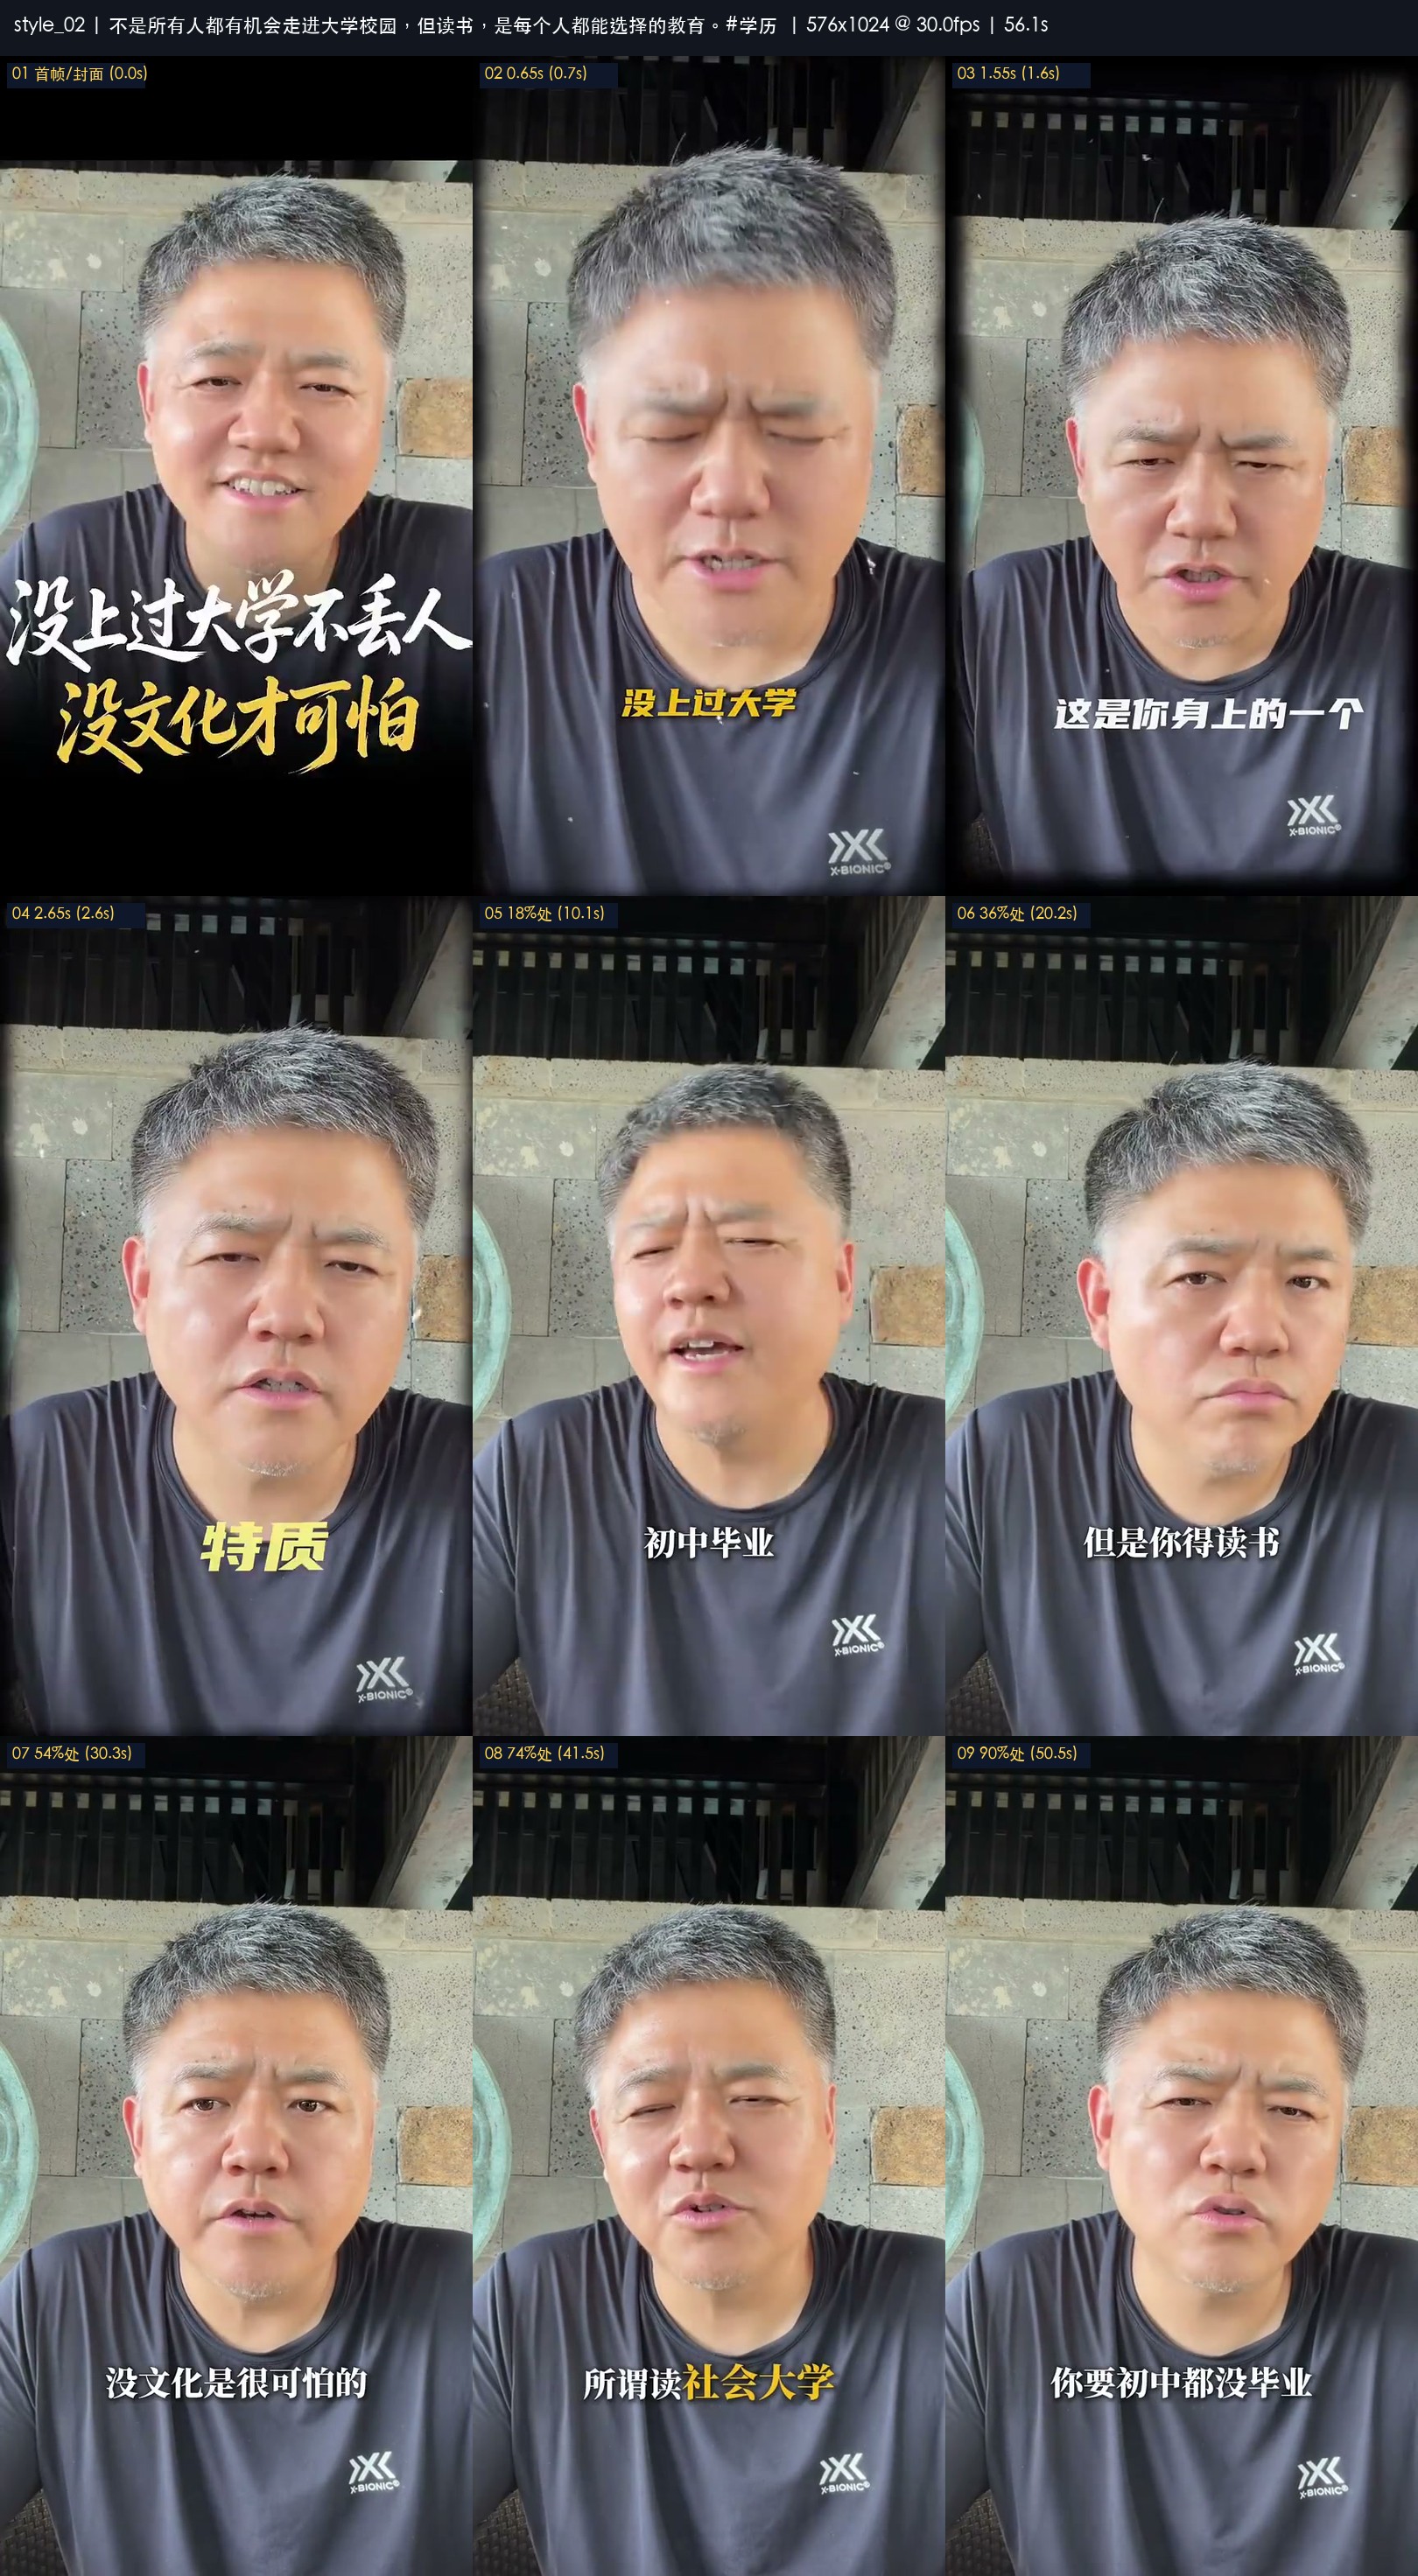 style_02 | 不是所有人都有机会走进大学校园，但读书，是每个人都能选择的教育。#学历 | 576x1024 @ 30.0fps | 56.1s
01 首帧/封面 (0.0s)
没上过大学不丢人
没文化才可怕
02 0.65s (0.7s)
没上过大学
X-BIONIC®
03 1.55s (1.6s)
这是你身上的一个
X-BIONIC®
04 2.65s (2.6s)
特质
X-BIONIC®
05 18%处 (10.1s)
初中毕业
X-BIONIC®
06 36%处 (20.2s)
但是你得读书
X-BIONIC®
07 54%处 (30.3s)
没文化是很可怕的
X-BIONIC®
08 74%处 (41.5s)
所谓读社会大学
X-BIONIC®
09 90%处 (50.5s)
你要初中都没毕业
X-BIONIC®